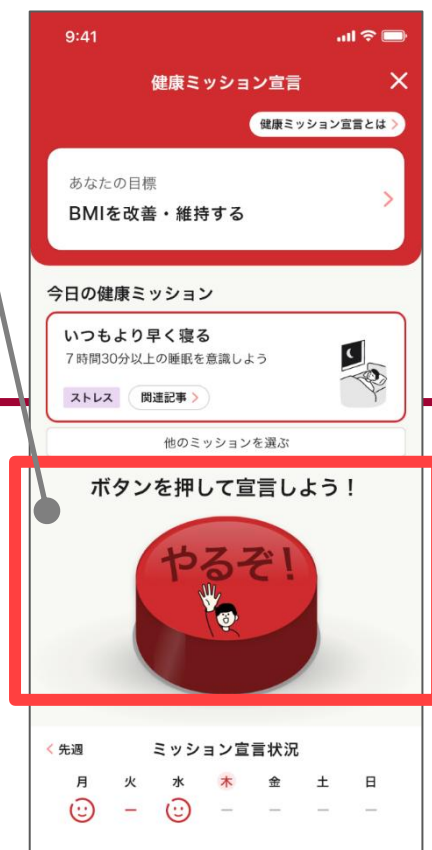 9:41
健康ミッション宣言
健康ミッション宣言とは
あなたの目標
BMIを改善・維持する
今日の健康ミッション
いつもより早く寝る
7時間30分以上の睡眠を意識しよう
ストレス 関連記事
他のミッションを選ぶ
ボタンを押して宣言しよう！
やるぞ！
先週 ミッション宣言状況
月 火 水 木 金 土 日